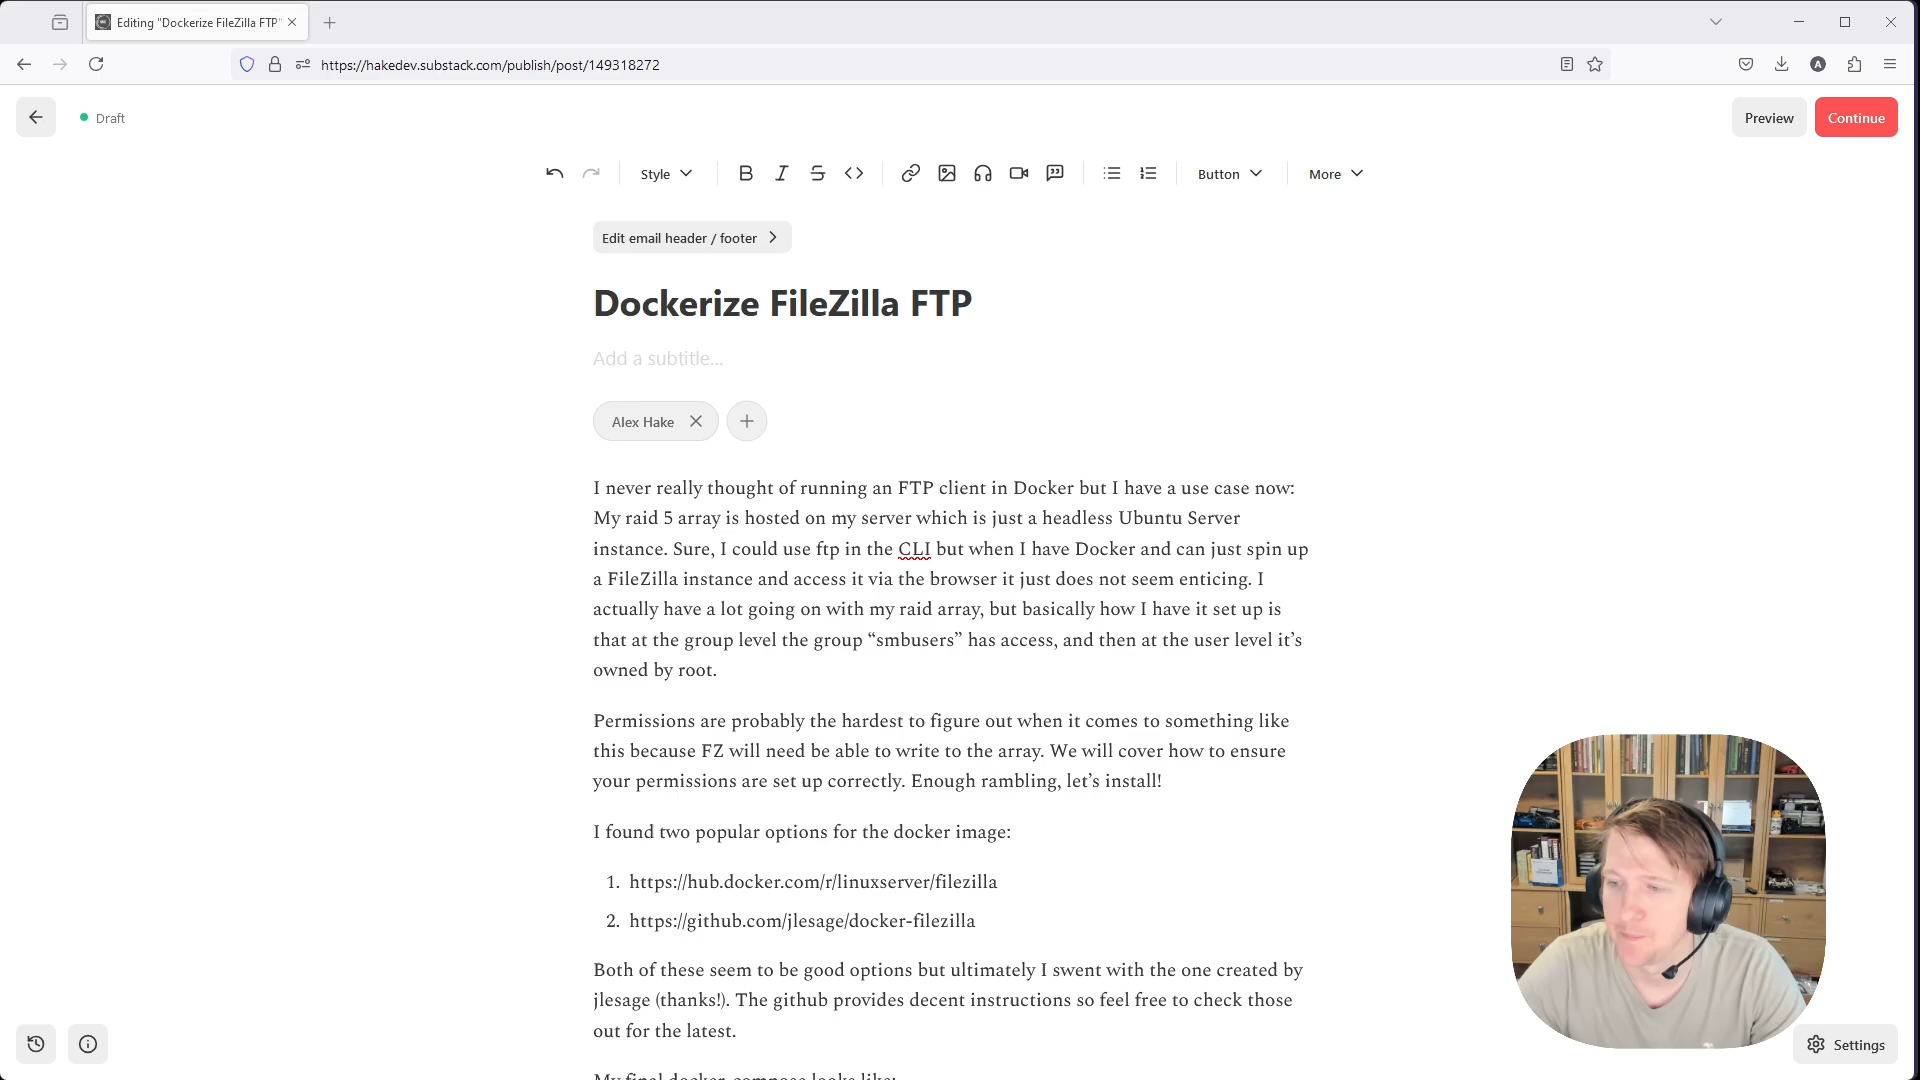 Editing "Dockerize FileZilla FTP"
https://hakedev.substack.com/publish/post/149318272
A
Draft
Preview
Continue
Style
Button
More
Edit email header / footer
Dockerize FileZilla FTP
Add a subtitle...
Alex Hake
I never really thought of running an FTP client in Docker but I have a use case now:
My raid 5 array is hosted on my server which is just a headless Ubuntu Server
instance. Sure, I could use ftp in the CLI but when I have Docker and can just spin up
a FileZilla instance and access it via the browser it just does not seem enticing. I
actually have a lot going on with my raid array, but basically how I have it set up is
that at the group level the group “smbusers” has access, and then at the user level it’s
owned by root.
Permissions are probably the hardest to figure out when it comes to something like
this because FZ will need be able to write to the array. We will cover how to ensure
your permissions are set up correctly. Enough rambling, let’s install!
I found two popular options for the docker image:
1. https://hub.docker.com/r/linuxserver/filezilla
2. https://github.com/jlesage/docker-filezilla
Both of these seem to be good options but ultimately I swent with the one created by
jlesage (thanks!). The github provides decent instructions so feel free to check those
out for the latest.
My final docker-compose looks like:
Settings